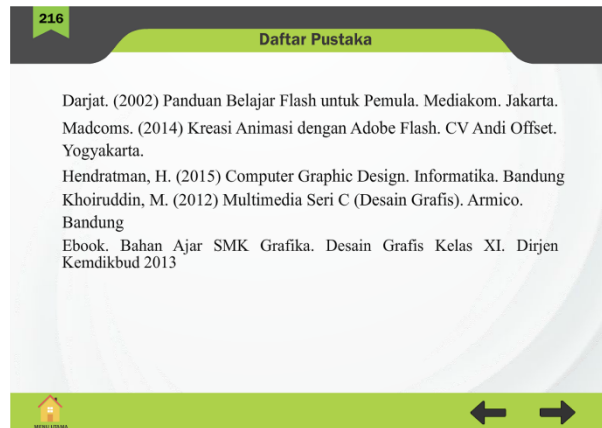 216
Daftar Pustaka
Darjat. (2002) Panduan Belajar Flash untuk Pemula. Mediakom. Jakarta.
Madcoms. (2014) Kreasi Animasi dengan Adobe Flash. CV Andi Offset.
Yogyakarta.
Hendratman, H. (2015) Computer Graphic Design. Informatika. Bandung
Khoiruddin, M. (2012) Multimedia Seri C (Desain Grafis). Armico.
Bandung
Ebook. Bahan Ajar SMK Grafika. Desain Grafis Kelas XI. Dirjen
Kemdikbud 2013
MENU UTAMA